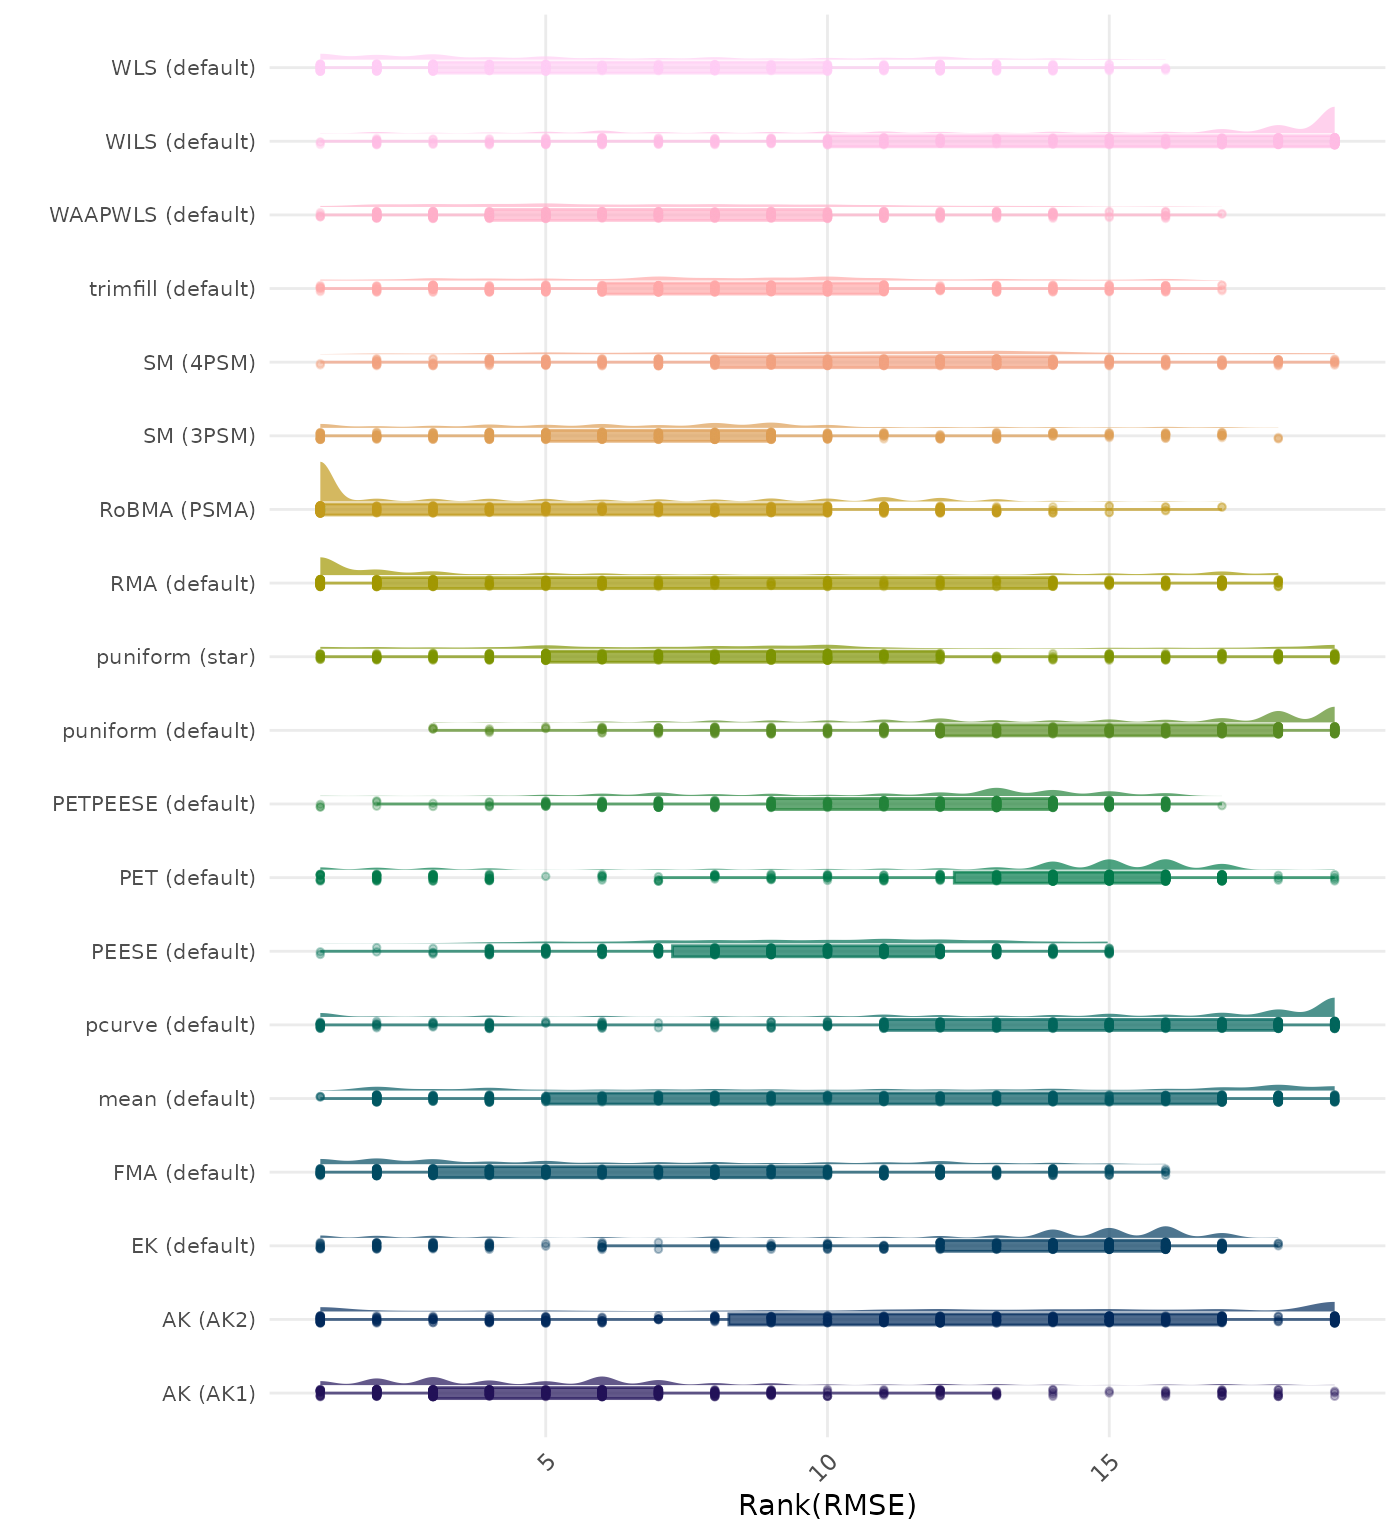 WLS (default)
WILS (default)
WAAPWLS (default)
trimfill (default)
SM (4PSM)
SM (3PSM)
RoBMA (PSMA)
RMA (default)
puniform (star)
puniform (default)
PETPEESE (default)
PET (default)
PEESE (default)
pcurve (default)
mean (default)
FMA (default)
EK (default)
AK (AK2)
AK (AK1)
5 10 15
Rank(RMSE)